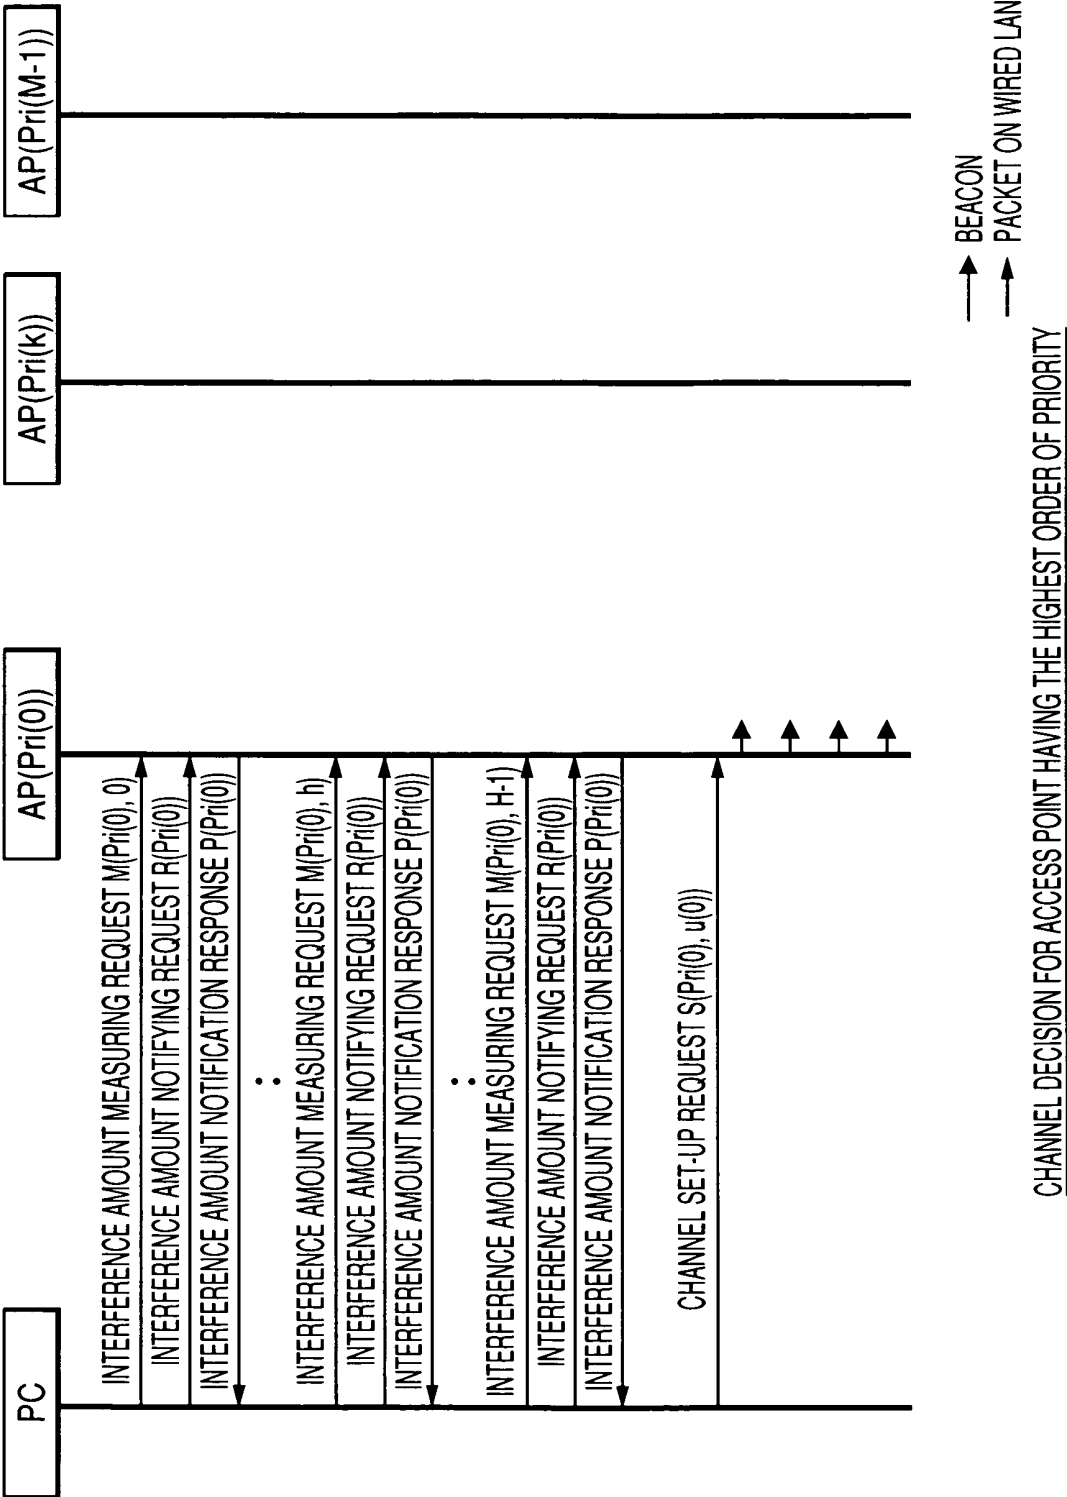 PC
AP(Pri(0))
AP(Pri(k))
AP(Pri(M-1))
INTERFERENCE AMOUNT MEASURING REQUEST M(Pri(0), 0)
INTERFERENCE AMOUNT NOTIFYING REQUEST R(Pri(0))
INTERFERENCE AMOUNT NOTIFICATION RESPONSE P(Pri(0))
:
INTERFERENCE AMOUNT MEASURING REQUEST M(Pri(0), h)
INTERFERENCE AMOUNT NOTIFYING REQUEST R(Pri(0))
INTERFERENCE AMOUNT NOTIFICATION RESPONSE P(Pri(0))
:
INTERFERENCE AMOUNT MEASURING REQUEST M(Pri(0), H-1)
INTERFERENCE AMOUNT NOTIFYING REQUEST R(Pri(0))
INTERFERENCE AMOUNT NOTIFICATION RESPONSE P(Pri(0))
CHANNEL SET-UP REQUEST S(Pri(0), u(0))
BEACON
PACKET ON WIRED LAN
CHANNEL DECISION FOR ACCESS POINT HAVING THE HIGHEST ORDER OF PRIORITY